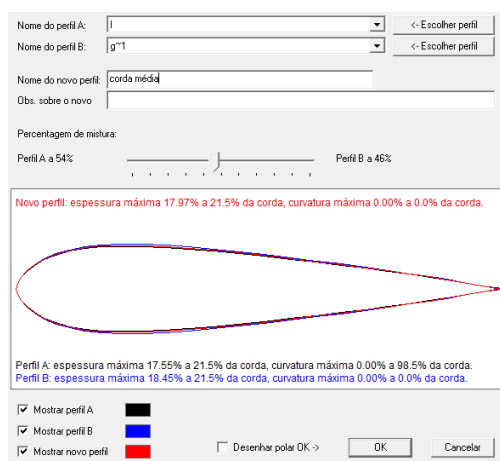 Nome do perfil A: l <- Escolher perfil
Nome do perfil B: g~1 <- Escolher perfil
Nome do novo perfil: corda média
Obs. sobre o novo
Percentagem de mistura:
Perfil A a 54% Perfil B a 46%
Novo perfil: espessura máxima 17.97% a 21.5% da corda, curvatura máxima 0.00% a 0.0% da corda.
Perfil A: espessura máxima 17.55% a 21.5% da corda, curvatura máxima 0.00% a 98.5% da corda.
Perfil B: espessura máxima 18.45% a 21.5% da corda, curvatura máxima 0.00% a 0.0% da corda.
Mostrar perfil A
Mostrar perfil B
Mostrar novo perfil
Desenhar polar OK -> OK Cancelar